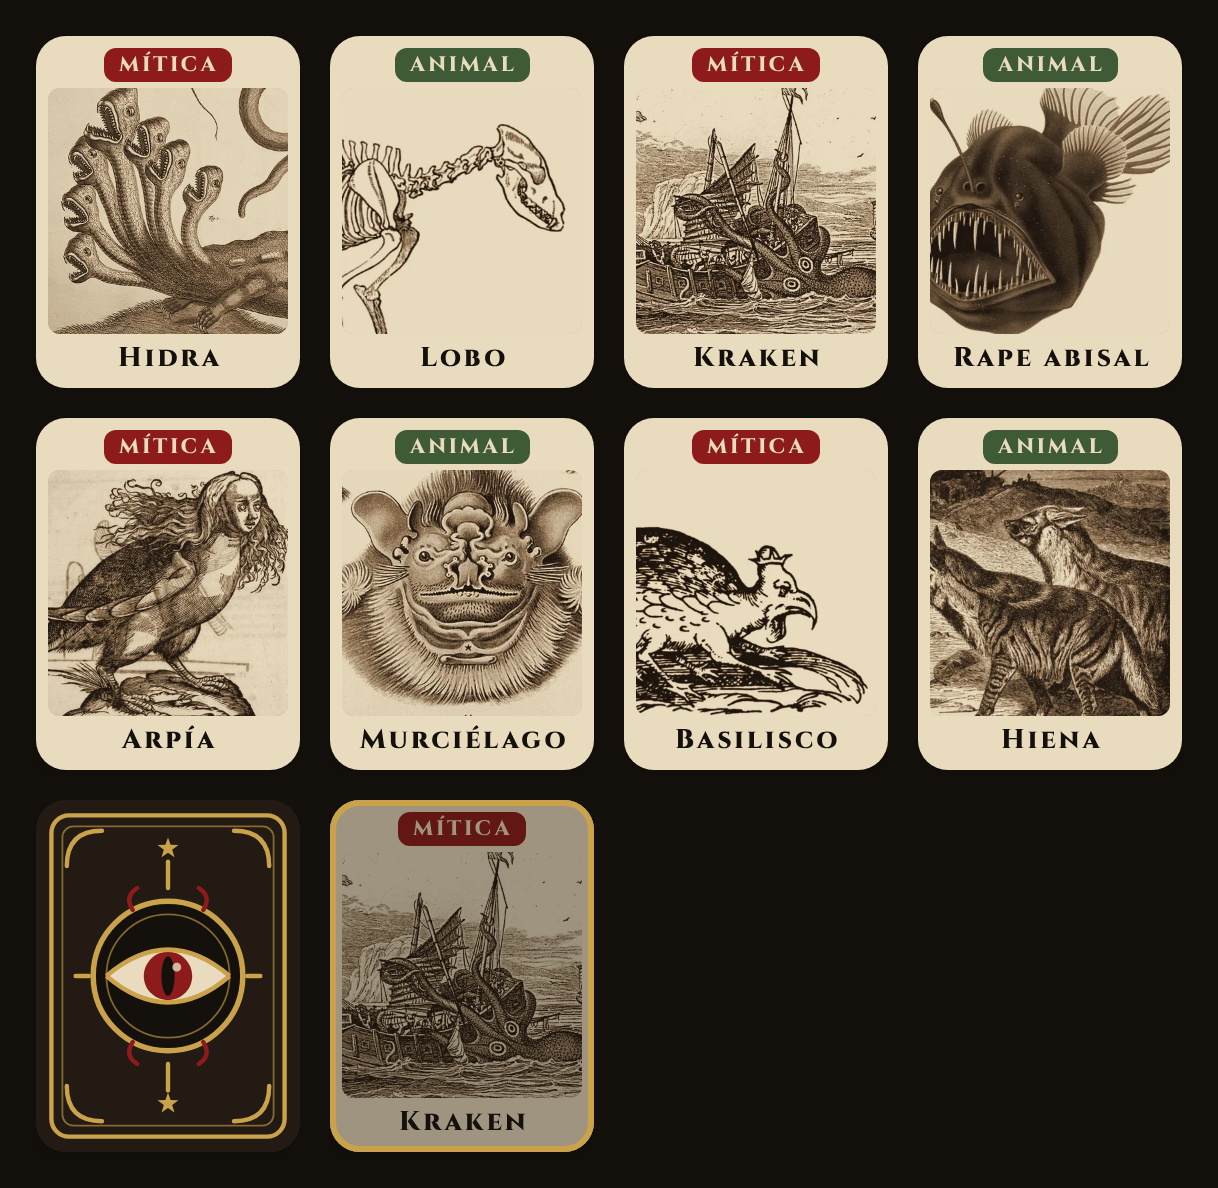 MÍTICA
HIDRA
ANIMAL
LOBO
MÍTICA
KRAKEN
ANIMAL
RAPE ABISAL
MÍTICA
ARPÍA
ANIMAL
MURCIÉLAGO
MÍTICA
BASILISCO
ANIMAL
HIENA
MÍTICA
KRAKEN